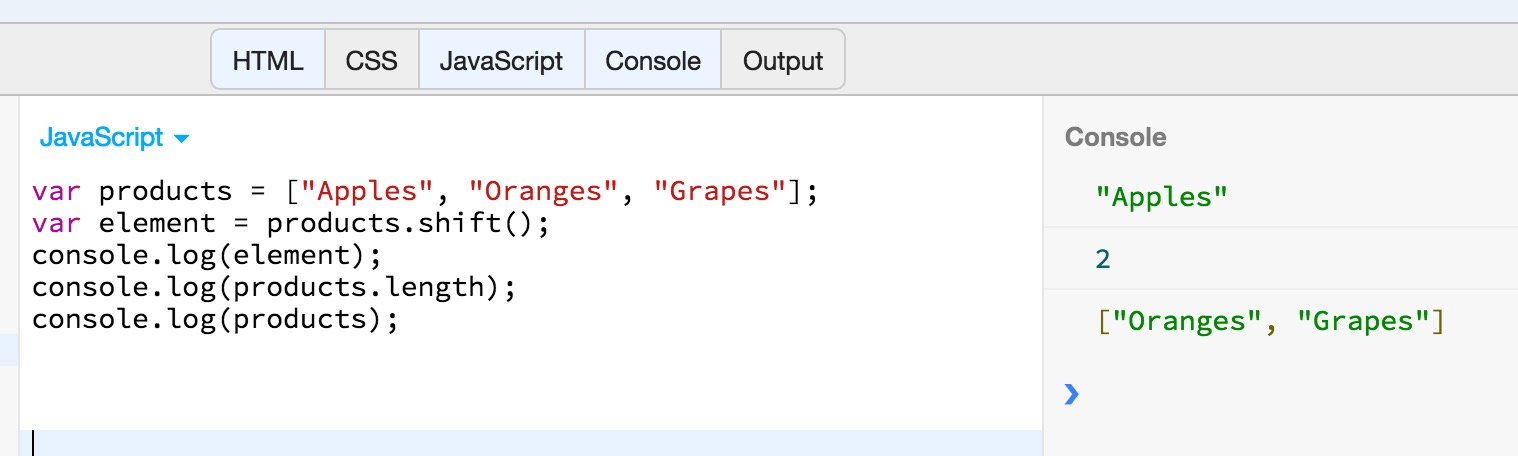 HTML CSS JavaScript Console Output
JavaScript
var products = ["Apples", "Oranges", "Grapes"];
var element = products.shift();
console.log(element);
console.log(products.length);
console.log(products);
Console
"Apples"
2
["Oranges", "Grapes"]